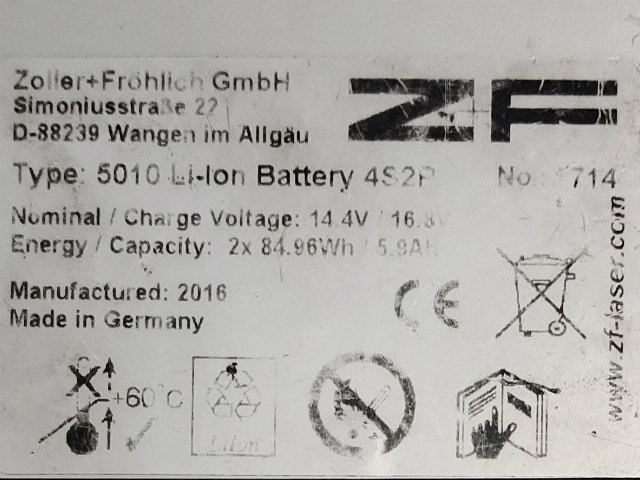 Zoller+Fröhlich GmbH
Simoniusstraße 22
D-88239 Wangen im Allgäu
ZF
Type: 5010 Li-Ion Battery 4S2P
No.: 714
Nominal / Charge Voltage: 14.4V / 16.8V
Energy / Capacity: 2x 84.96Wh / 5.9Ah
Manufactured: 2016
Made in Germany
CE
www.zf-laser.com
+60°C
Li Ion